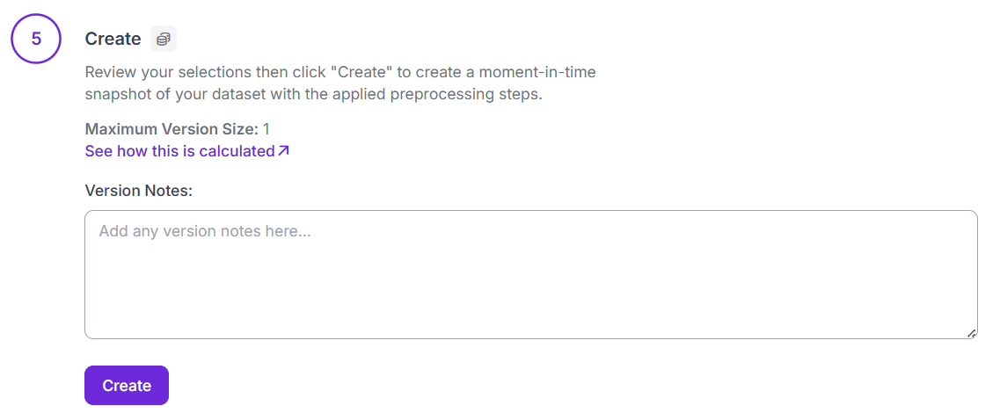 5
Create
Review your selections then click "Create" to create a moment-in-time
snapshot of your dataset with the applied preprocessing steps.
Maximum Version Size: 1
See how this is calculated
Version Notes:
Add any version notes here...
Create